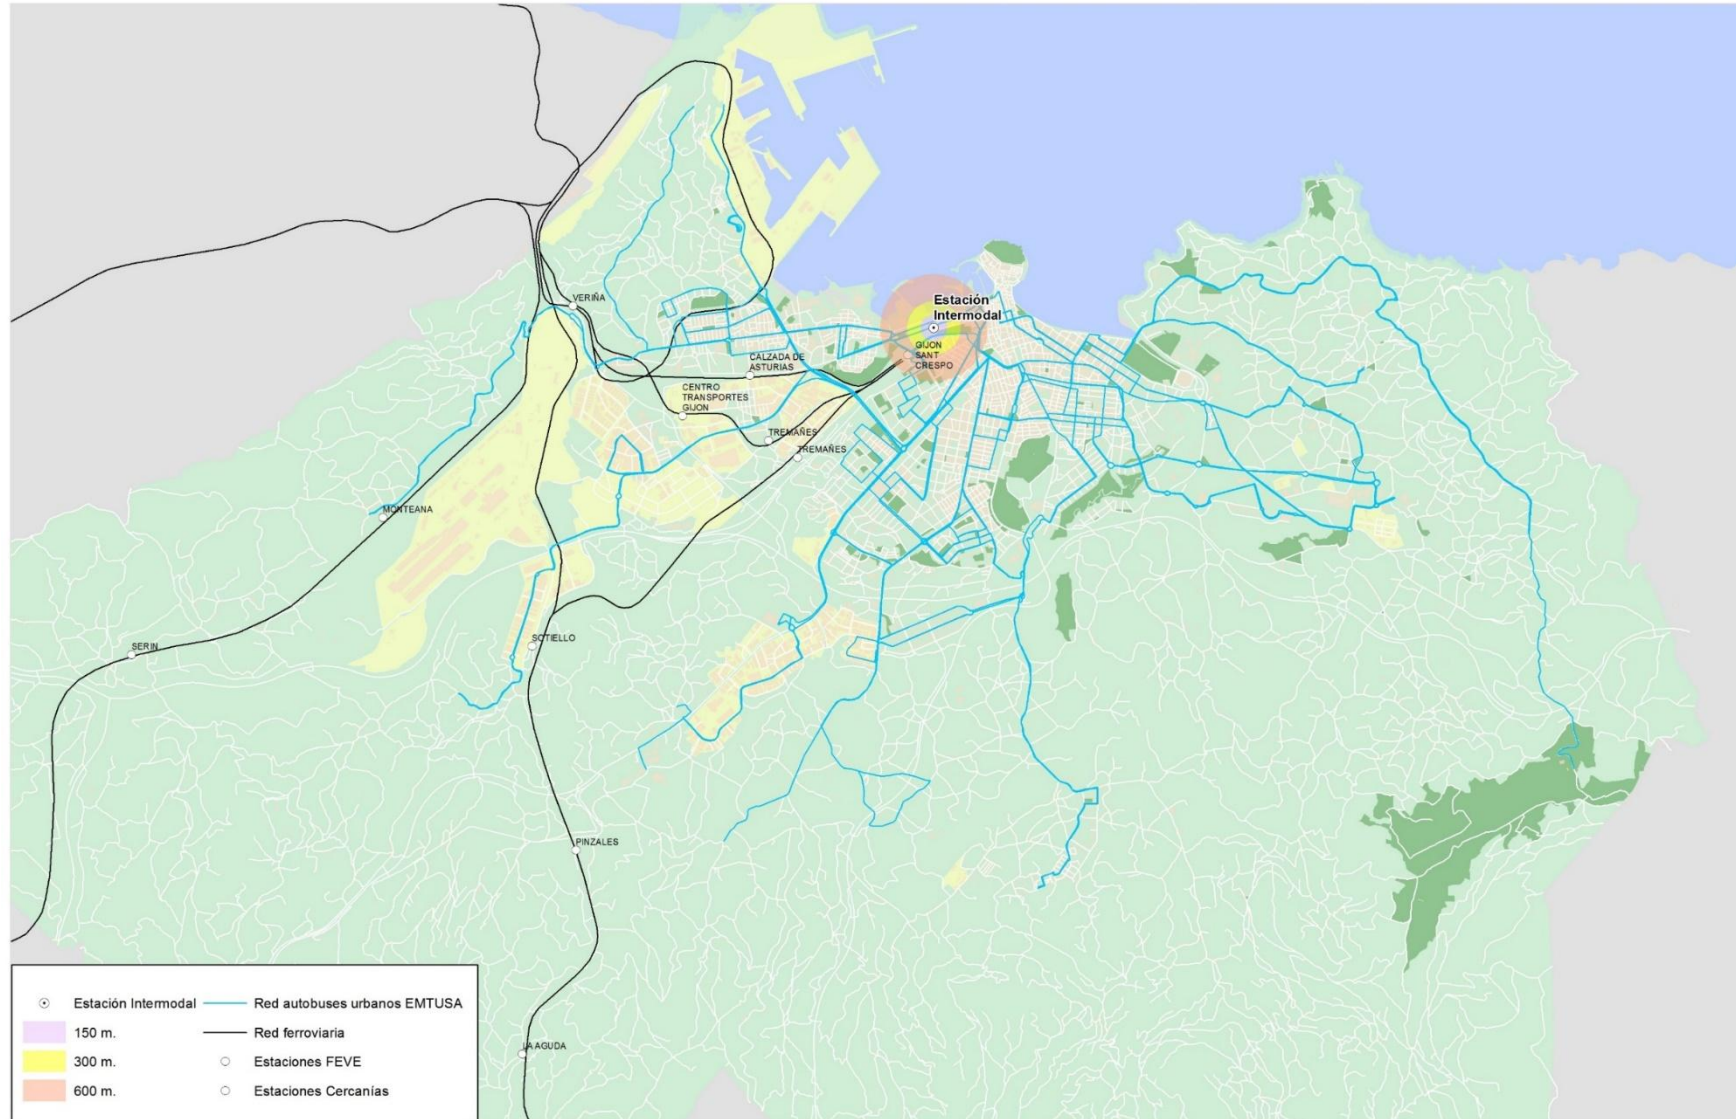 Estación
Intermodal
VERIÑA
GIJON
SANT
CRESPO
CALZADA DE
ASTURIAS
CENTRO
TRANSPORTES
GIJON
TREMAÑES
TREMAÑES
MONTEANA
SERIN
SOTIELLO
PINZALES
LA AGUDA
Estación Intermodal
150 m.
300 m.
600 m.
Red autobuses urbanos EMTUSA
Red ferroviaria
Estaciones FEVE
Estaciones Cercanías